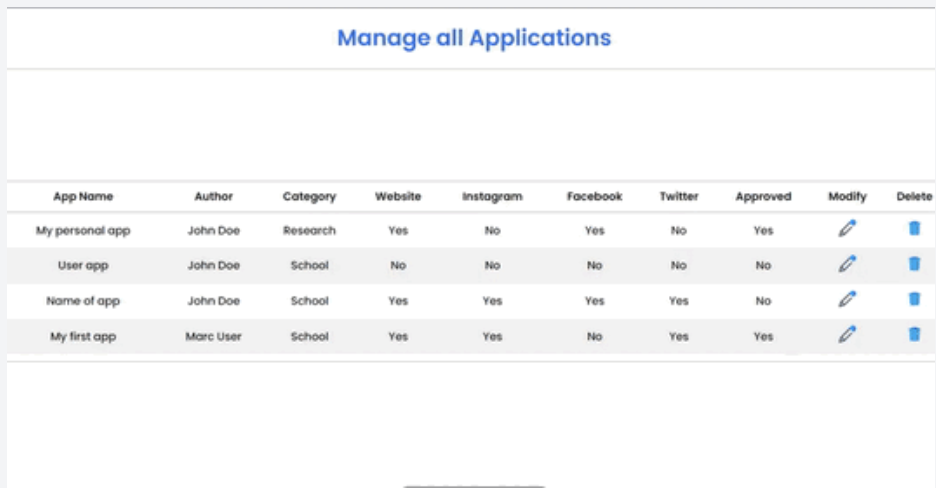 Manage all Applications
App Name Author Category Website Instagram Facebook Twitter Approved Modify Delete
My personal app John Doe Research Yes No Yes No Yes
User app John Doe School No No No No No
Name of app John Doe School Yes Yes Yes Yes No
My first app Marc User School Yes Yes No Yes Yes